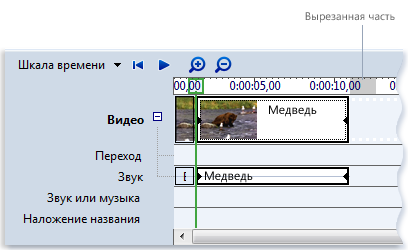 Вырезанная часть
Шкала времени
00,00 0:00:05,00 0:00:10,00
Видео
Медведь
Переход
Звук
Медведь
Звук или музыка
Наложение названия